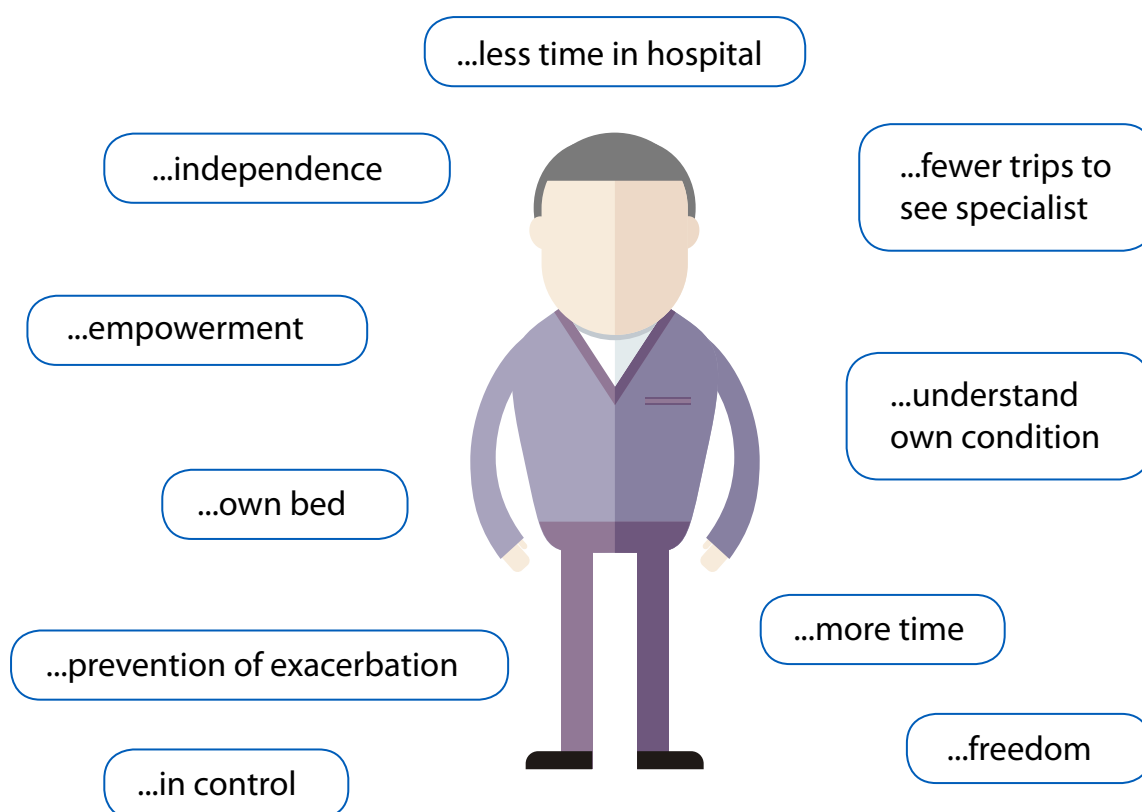 ...less time in hospital
...independence
...fewer trips to
see specialist
...empowerment
...understand
own condition
...own bed
...more time
...prevention of exacerbation
...freedom
...in control